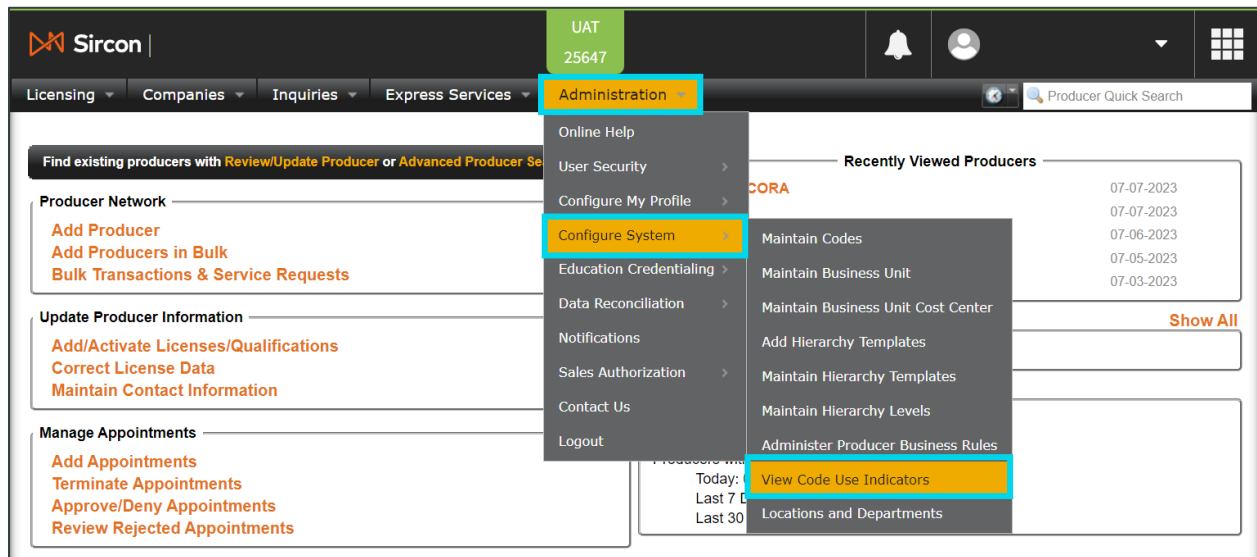 Sircon |
UAT
25647
Licensing
Companies
Inquiries
Express Services
Administration
Producer Quick Search
Find existing producers with Review/Update Producer or Advanced Producer
Producer Network
Add Producer
Add Producers in Bulk
Bulk Transactions & Service Requests
Update Producer Information
Add/Activate Licenses/Qualifications
Correct License Data
Maintain Contact Information
Manage Appointments
Add Appointments
Terminate Appointments
Approve/Deny Appointments
Review Rejected Appointments
Online Help
User Security
Configure My Profile
Configure System
Education Credentialing
Data Reconciliation
Notifications
Sales Authorization
Contact Us
Logout
Maintain Codes
Maintain Business Unit
Maintain Business Unit Cost Center
Add Hierarchy Templates
Maintain Hierarchy Templates
Maintain Hierarchy Levels
Administer Producer Business Rules
View Code Use Indicators
Locations and Departments
Recently Viewed Producers
CORA 07-07-2023
07-07-2023
07-06-2023
07-05-2023
07-03-2023
Show All
Today:
Last 7
Last 30